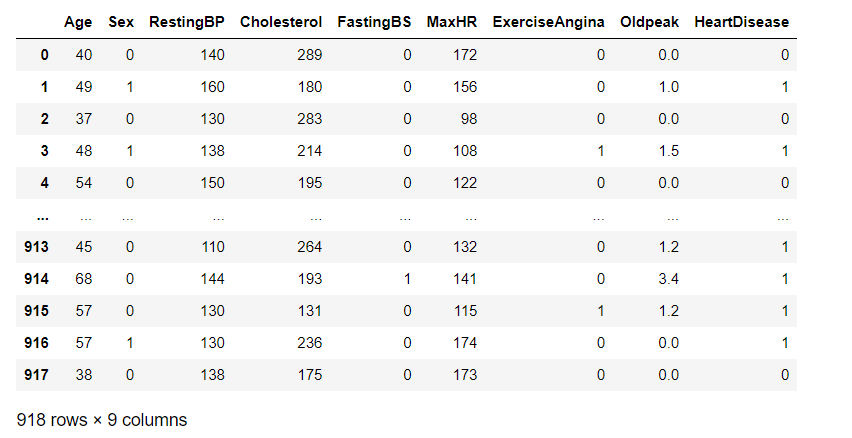 Age Sex RestingBP Cholesterol FastingBS MaxHR ExerciseAngina Oldpeak HeartDisease
0 40 0 140 289 0 172 0 0.0 0
1 49 1 160 180 0 156 0 1.0 1
2 37 0 130 283 0 98 0 0.0 0
3 48 1 138 214 0 108 1 1.5 1
4 54 0 150 195 0 122 0 0.0 0
... ... ... ... ... ... ... ... ... ...
913 45 0 110 264 0 132 0 1.2 1
914 68 0 144 193 1 141 0 3.4 1
915 57 0 130 131 0 115 1 1.2 1
916 57 1 130 236 0 174 0 0.0 1
917 38 0 138 175 0 173 0 0.0 0
918 rows × 9 columns